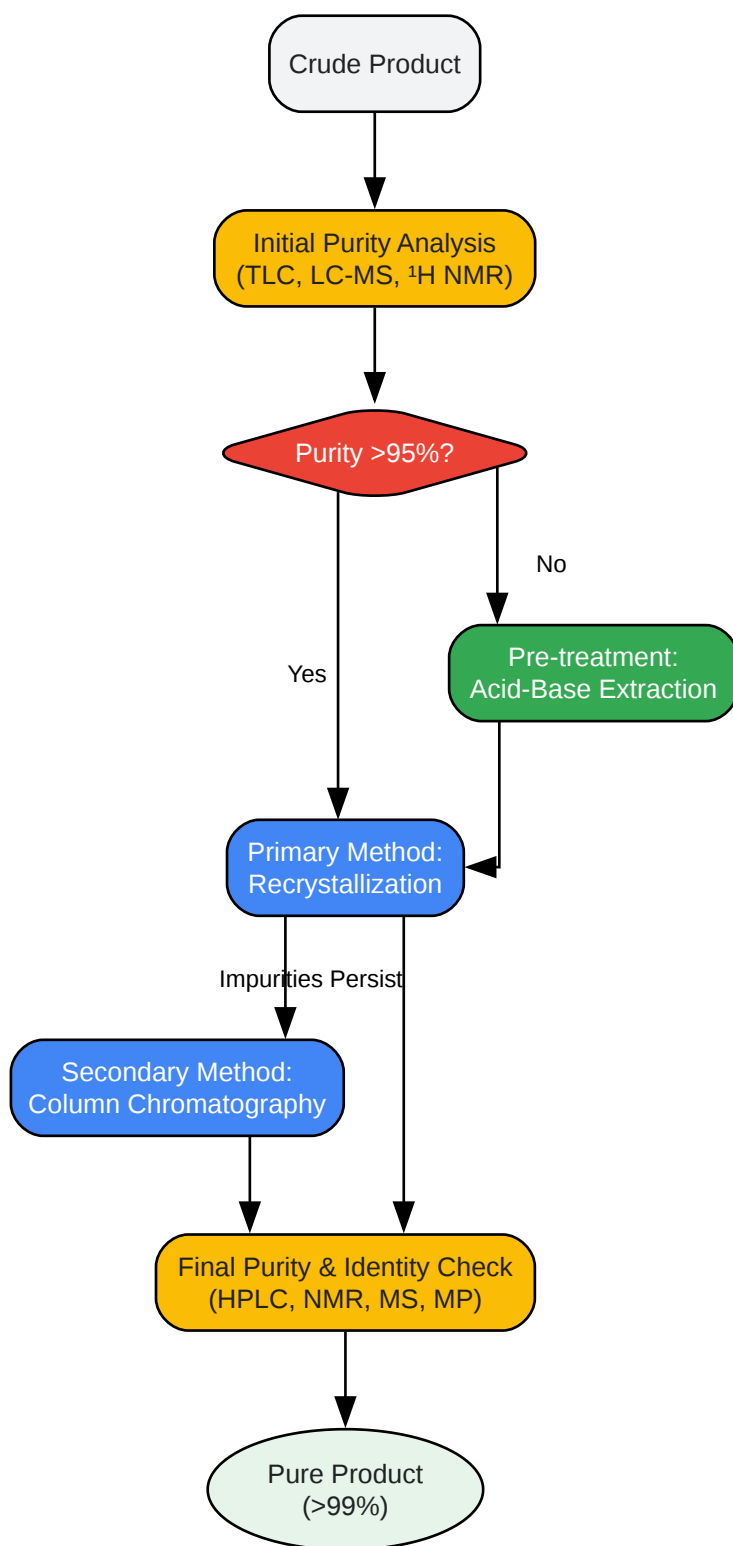 Crude Product
Initial Purity Analysis
(TLC, LC-MS, ¹H NMR)
Purity >95%?
No
Pre-treatment:
Acid-Base Extraction
Yes
Primary Method:
Recrystallization
Impurities Persist
Secondary Method:
Column Chromatography
Final Purity & Identity Check
(HPLC, NMR, MS, MP)
Pure Product
(>99%)